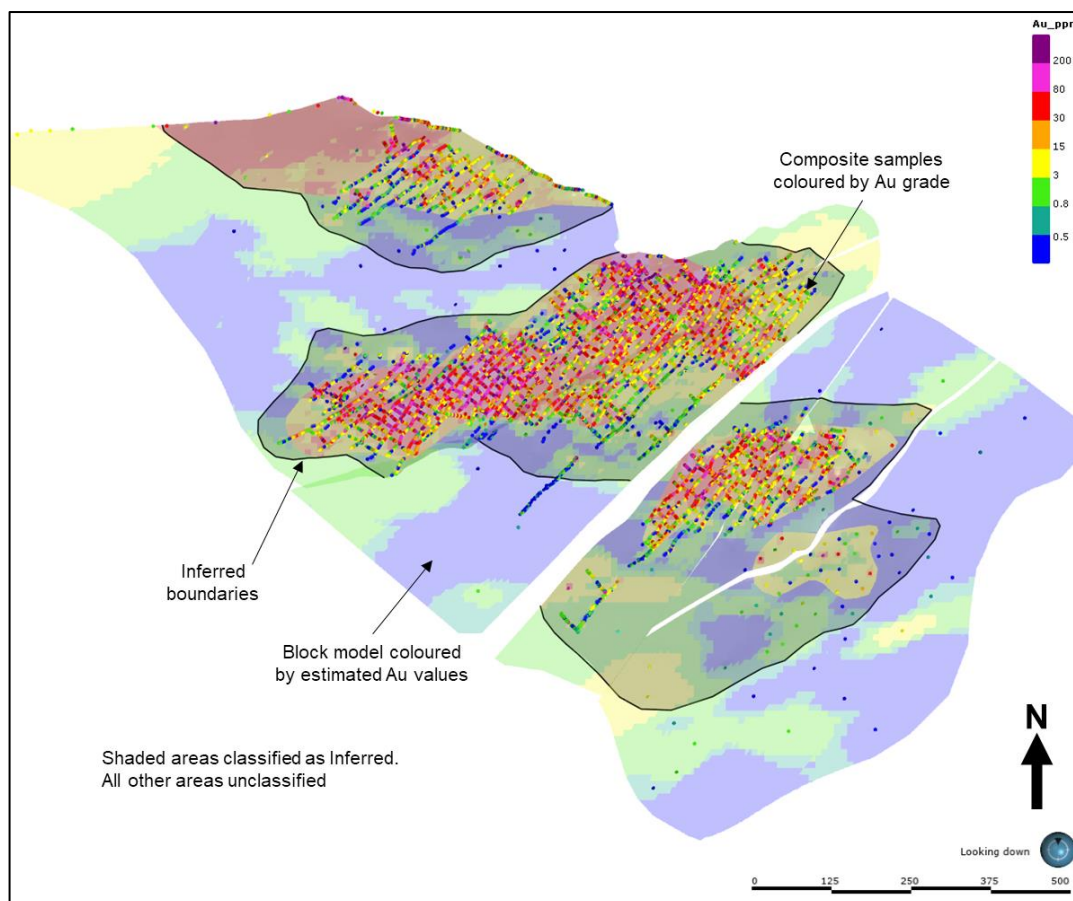 Au_ppm
200
80
30
15
3
0.8
0.5
Composite samples
coloured by Au grade
Inferred
boundaries
Block model coloured
by estimated Au values
Shaded areas classified as Inferred.
All other areas unclassified
N
Looking down
0 125 250 375 500